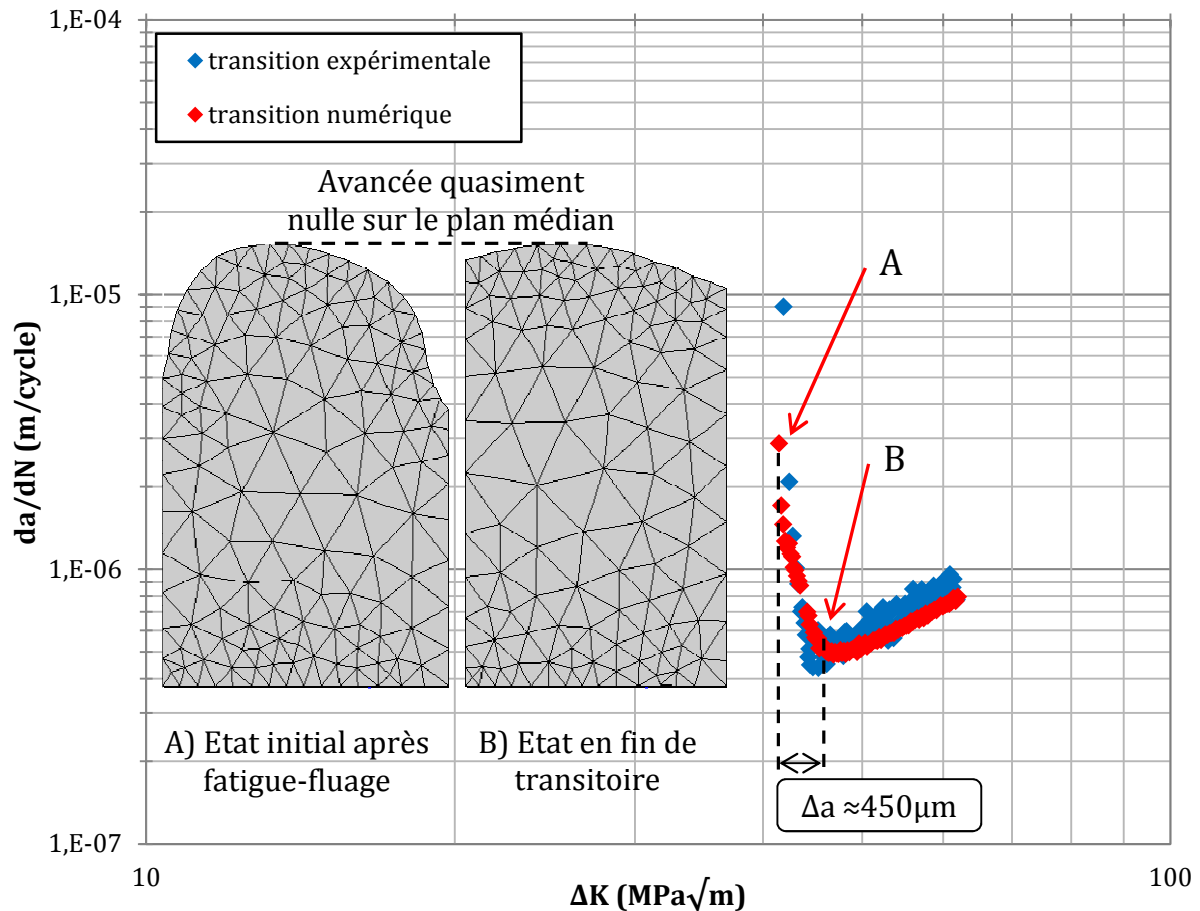 1,E-04
transition expérimentale
transition numérique
Avancée quasiment
nulle sur le plan médian
A
1,E-05
da/dN (m/cycle)
B
1,E-06
A) Etat initial après
fatigue-fluage
B) Etat en fin de
transitoire
Δa ≈450µm
1,E-07
10
100
ΔK (MPa√m)